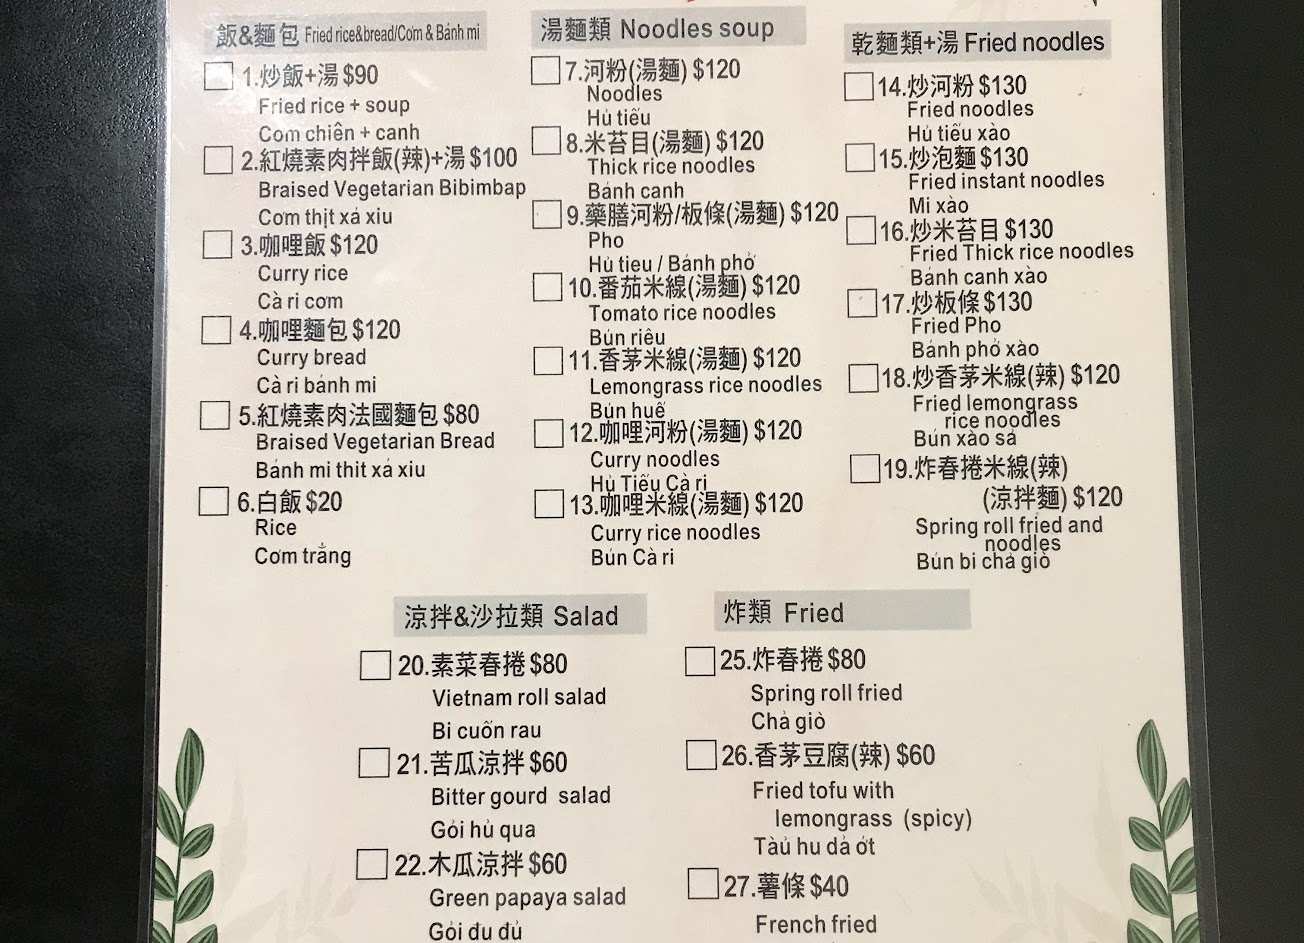 飯&麵包 Fried rice&bread/Cơm & Bánh mi
1.炒飯+湯 $90
Fried rice + soup
Cơm chiên + canh
2.紅燒素肉拌飯(辣)+湯 $100
Braised Vegetarian Bibimbap
Cơm thịt xá xiu
3.咖哩飯 $120
Curry rice
Cà ri cơm
4.咖哩麵包 $120
Curry bread
Cà ri bánh mi
5.紅燒素肉法國麵包 $80
Braised Vegetarian Bread
Bánh mi thit xá xiu
6.白飯 $20
Rice
Cơm trắng
湯麵類 Noodles soup
7.河粉(湯麵) $120
Noodles
Hủ tiếu
8.米苔目(湯麵) $120
Thick rice noodles
Bánh canh
9.藥膳河粉/板條(湯麵) $120
Pho
Hủ tieu / Bánh phở
10.番茄米線(湯麵) $120
Tomato rice noodles
Bún riêu
11.香茅米線(湯麵) $120
Lemongrass rice noodles
Bún huế
12.咖哩河粉(湯麵) $120
Curry noodles
Hủ Tiếu Cà ri
13.咖哩米線(湯麵) $120
Curry rice noodles
Bún Cà ri
乾麵類+湯 Fried noodles
14.炒河粉 $130
Fried noodles
Hủ tiếu xào
15.炒泡麵 $130
Fried instant noodles
Mi xào
16.炒米苔目 $130
Fried Thick rice noodles
Bánh canh xào
17.炒板條 $130
Fried Pho
Bánh phở xào
18.炒香茅米線(辣) $120
Fried lemongrass
rice noodles
Bún xào sả
19.炸春捲米線(辣)
(涼拌麵) $120
Spring roll fried and
noodles
Bún bi chả giò
涼拌&沙拉類 Salad
20.素菜春捲 $80
Vietnam roll salad
Bi cuốn rau
21.苦瓜涼拌 $60
Bitter gourd salad
Gỏi hủ qua
22.木瓜涼拌 $60
Green papaya salad
Gỏi đu đủ
炸類 Fried
25.炸春捲 $80
Spring roll fried
Chả giò
26.香茅豆腐(辣) $60
Fried tofu with
lemongrass (spicy)
Tàủ hu dả ớt
27.薯條 $40
French fried